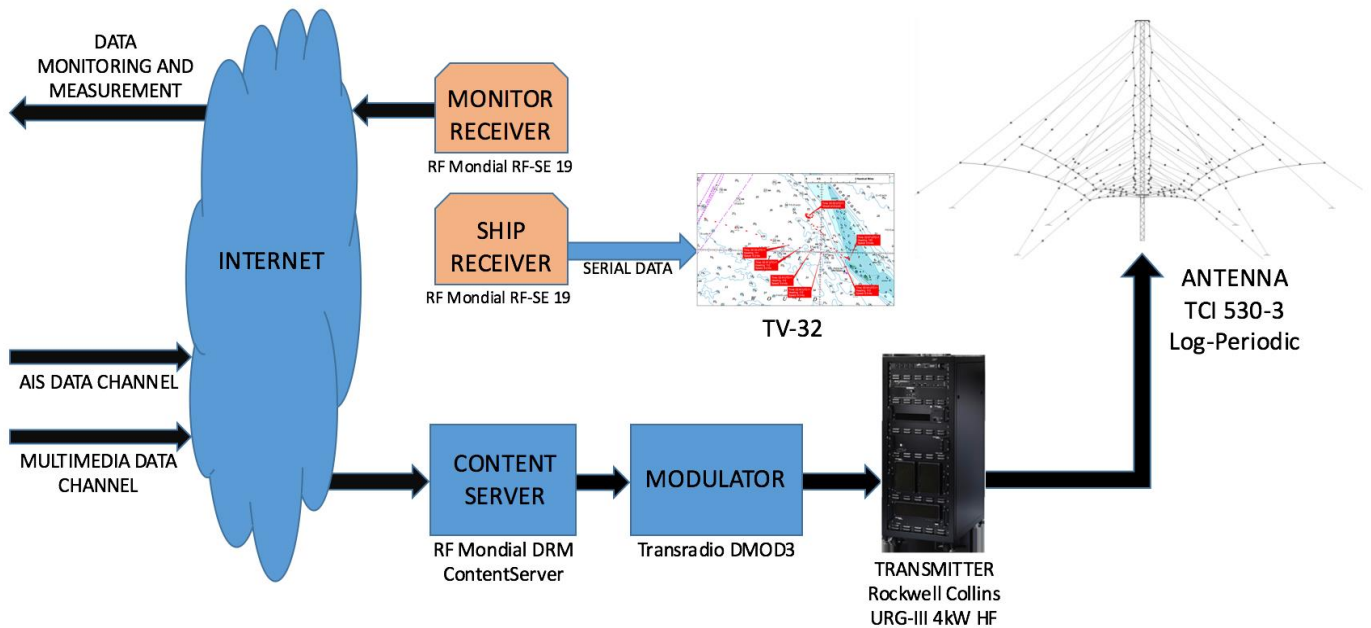 DATA
MONITORING AND
MEASUREMENT
MONITOR
RECEIVER
RF Mondial RF-SE 19
SHIP
RECEIVER
RF Mondial RF-SE 19
SERIAL DATA
TV-32
INTERNET
AIS DATA CHANNEL
MULTIMEDIA DATA
CHANNEL
CONTENT
SERVER
RF Mondial DRM
ContentServer
MODULATOR
Transradio DMOD3
TRANSMITTER
Rockwell Collins
URG-III 4kW HF
ANTENNA
TCI 530-3
Log-Periodic